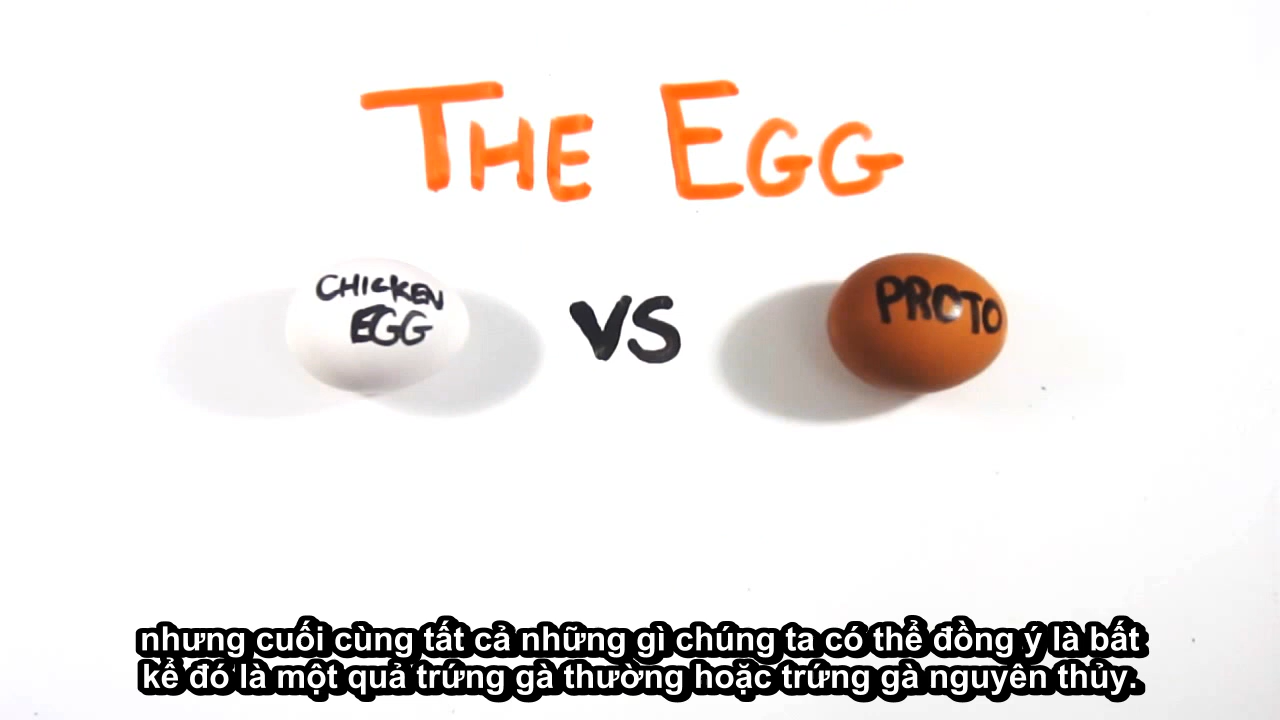 THE EGG
CHICKEN
EGG
VS
PROTO
nhưng cuối cùng tất cả những gì chúng ta có thể đồng ý là bất
kể đó là một quả trứng gà thường hoặc trứng gà nguyên thủy.